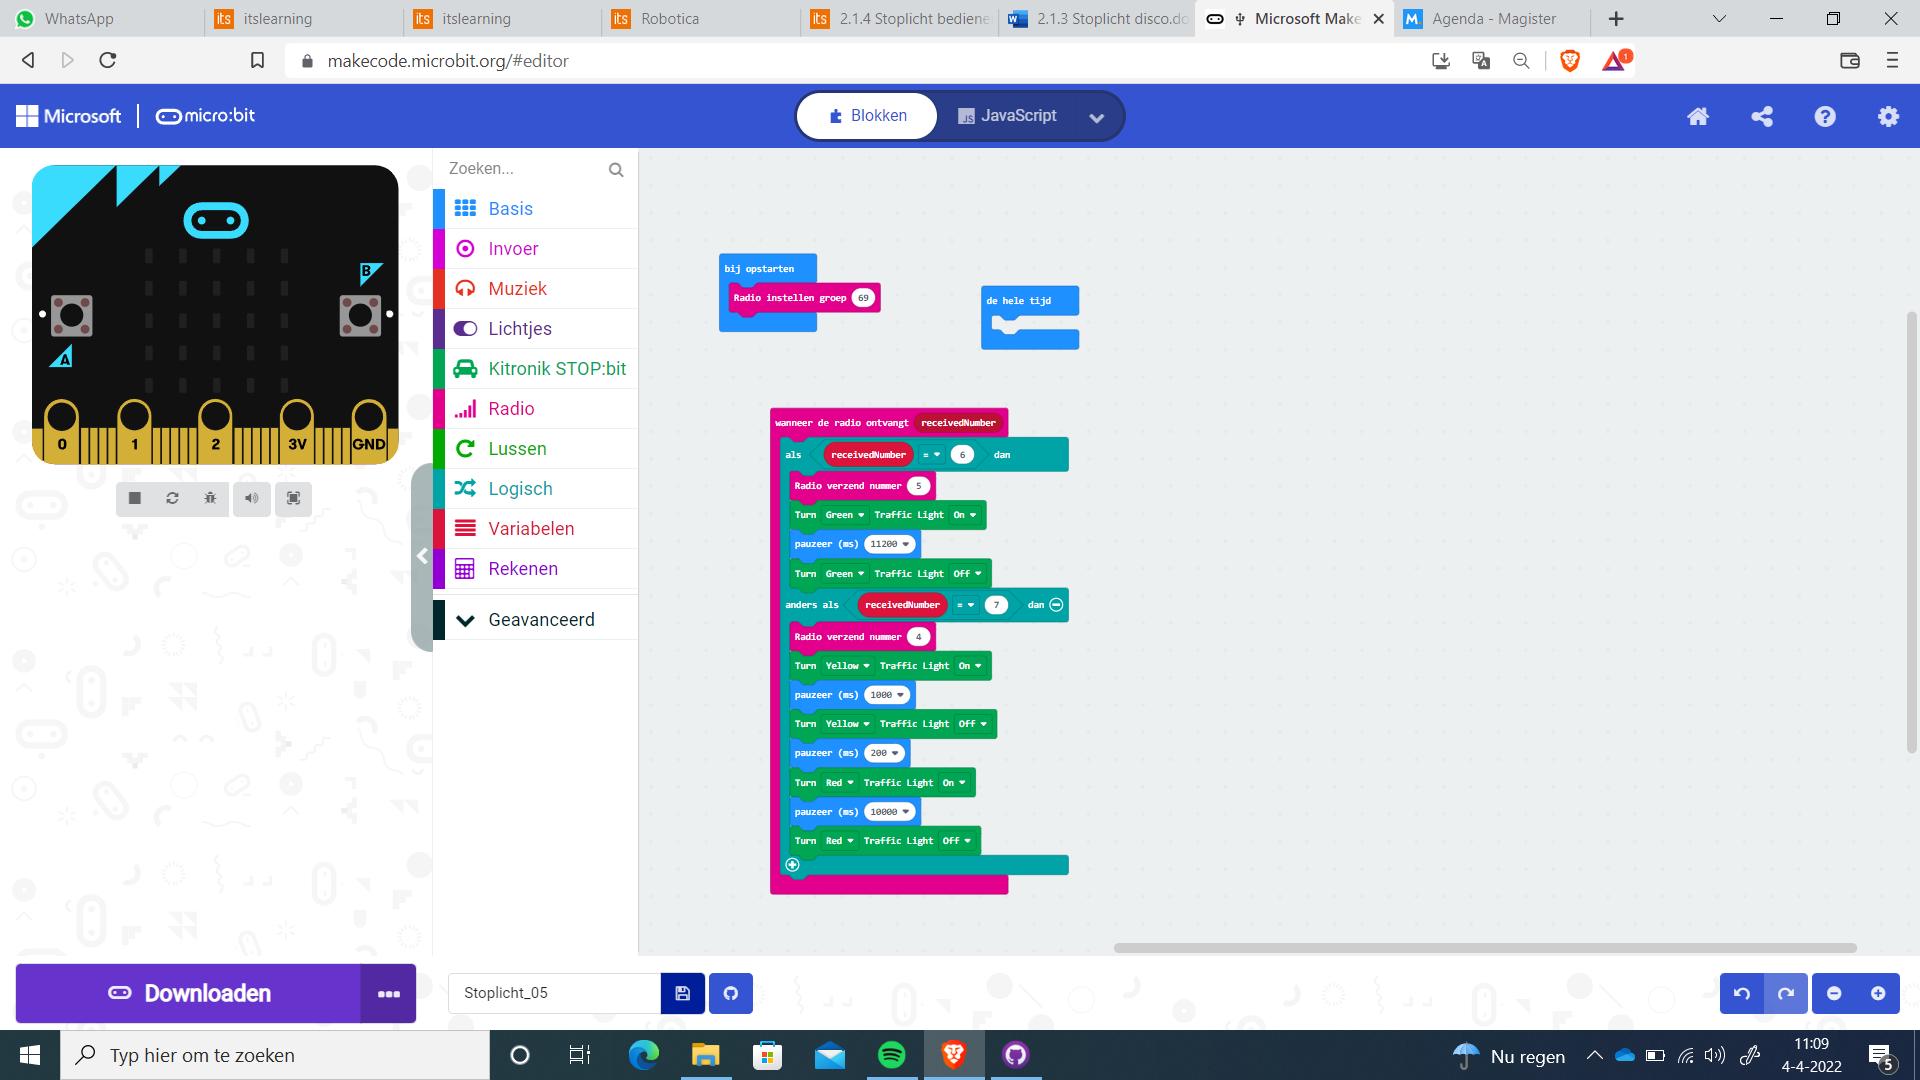 WhatsApp
itslearning
itslearning
Robotica
2.1.4 Stoplicht bediene
2.1.3 Stoplicht disco.do
Microsoft Make
Agenda - Magister
makecode.microbit.org/#editor
1
Microsoft
micro:bit
Blokken
JS JavaScript
B
A
0 1 2 3V GND
Zoeken...
Basis
Invoer
Muziek
Lichtjes
Kitronik STOP:bit
Radio
Lussen
Logisch
Variabelen
Rekenen
Geavanceerd
bij opstarten
Radio instellen groep 69
de hele tijd
wanneer de radio ontvangt receivedNumber
als receivedNumber = 6 dan
Radio verzend nummer 5
Turn Green Traffic Light On
pauzeer (ms) 11200
Turn Green Traffic Light Off
anders als receivedNumber = 7 dan
Radio verzend nummer 4
Turn Yellow Traffic Light On
pauzeer (ms) 1000
Turn Yellow Traffic Light Off
pauzeer (ms) 200
Turn Red Traffic Light On
pauzeer (ms) 10000
Turn Red Traffic Light Off
Downloaden
Stoplicht_05
Typ hier om te zoeken
Nu regen
11:09
4-4-2022
5